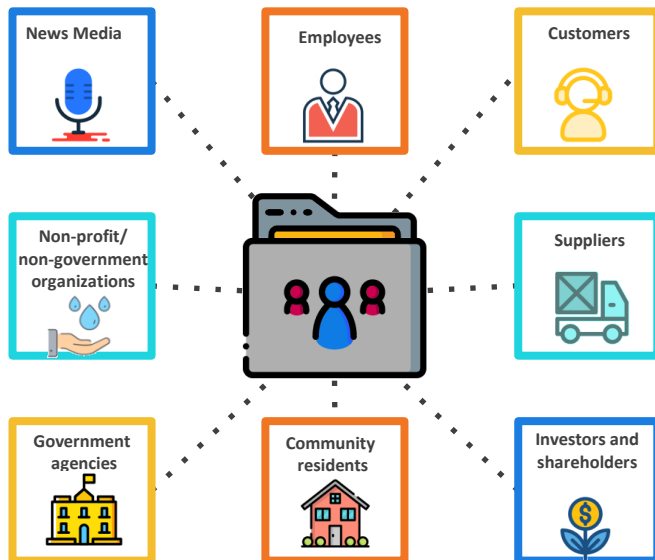 News Media
Employees
Customers
Non-profit/
non-government
organizations
Suppliers
Government
agencies
Community
residents
Investors and
shareholders
$